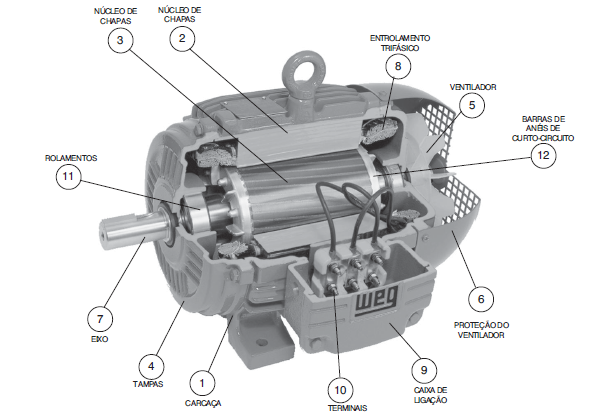 NÚCLEO DE
CHAPAS
3
NÚCLEO DE
CHAPAS
2
ENTROLAMENTO
TRIFÁSICO
8
VENTILADOR
5
BARRAS DE
ANÉIS DE
CURTO-CIRCUITO
12
ROLAMENTOS
11
7
EIXO
4
TAMPAS
1
CARCAÇA
WEG
10
TERMINAIS
9
CAIXA DE
LIGAÇÃO
6
PROTEÇÃO DO
VENTILADOR